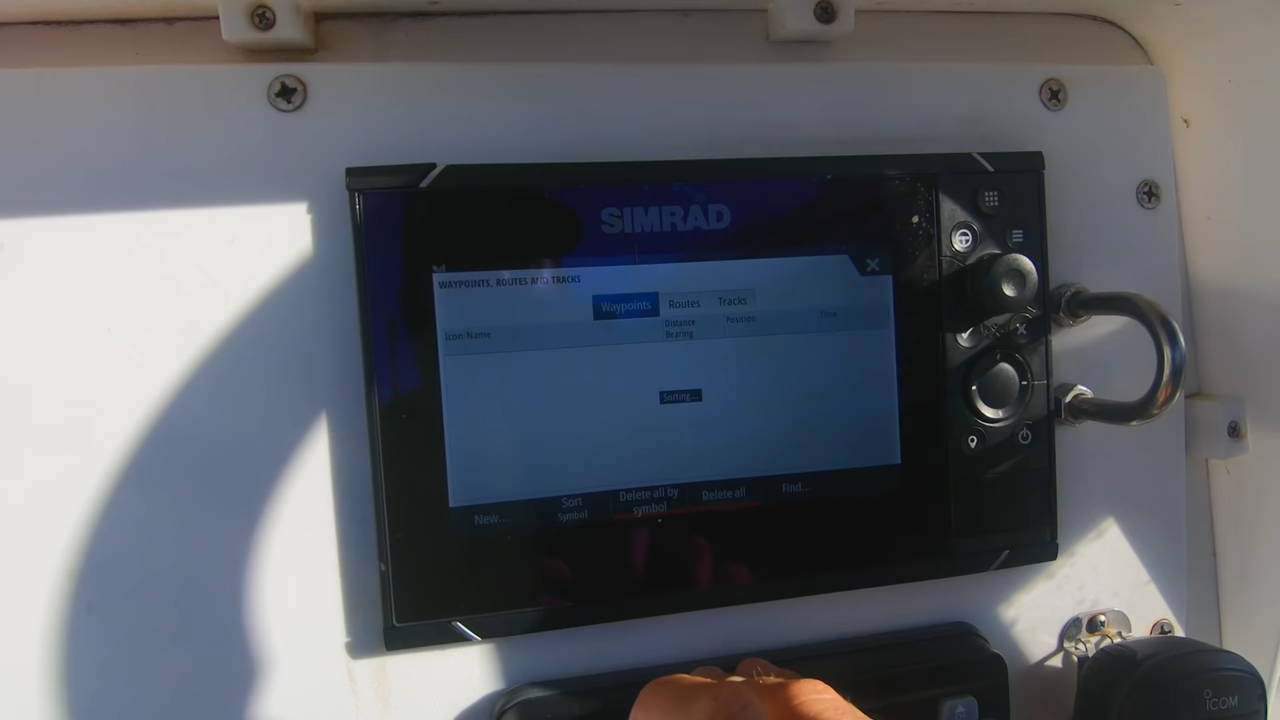 SIMRAD
WAYPOINTS, ROUTES AND TRACKS
Waypoints Routes Tracks
Icon Name Distance Position Time
Bearing
Sorting...
New... Sort Delete all by Delete all Find...
Symbol symbol
ICOM